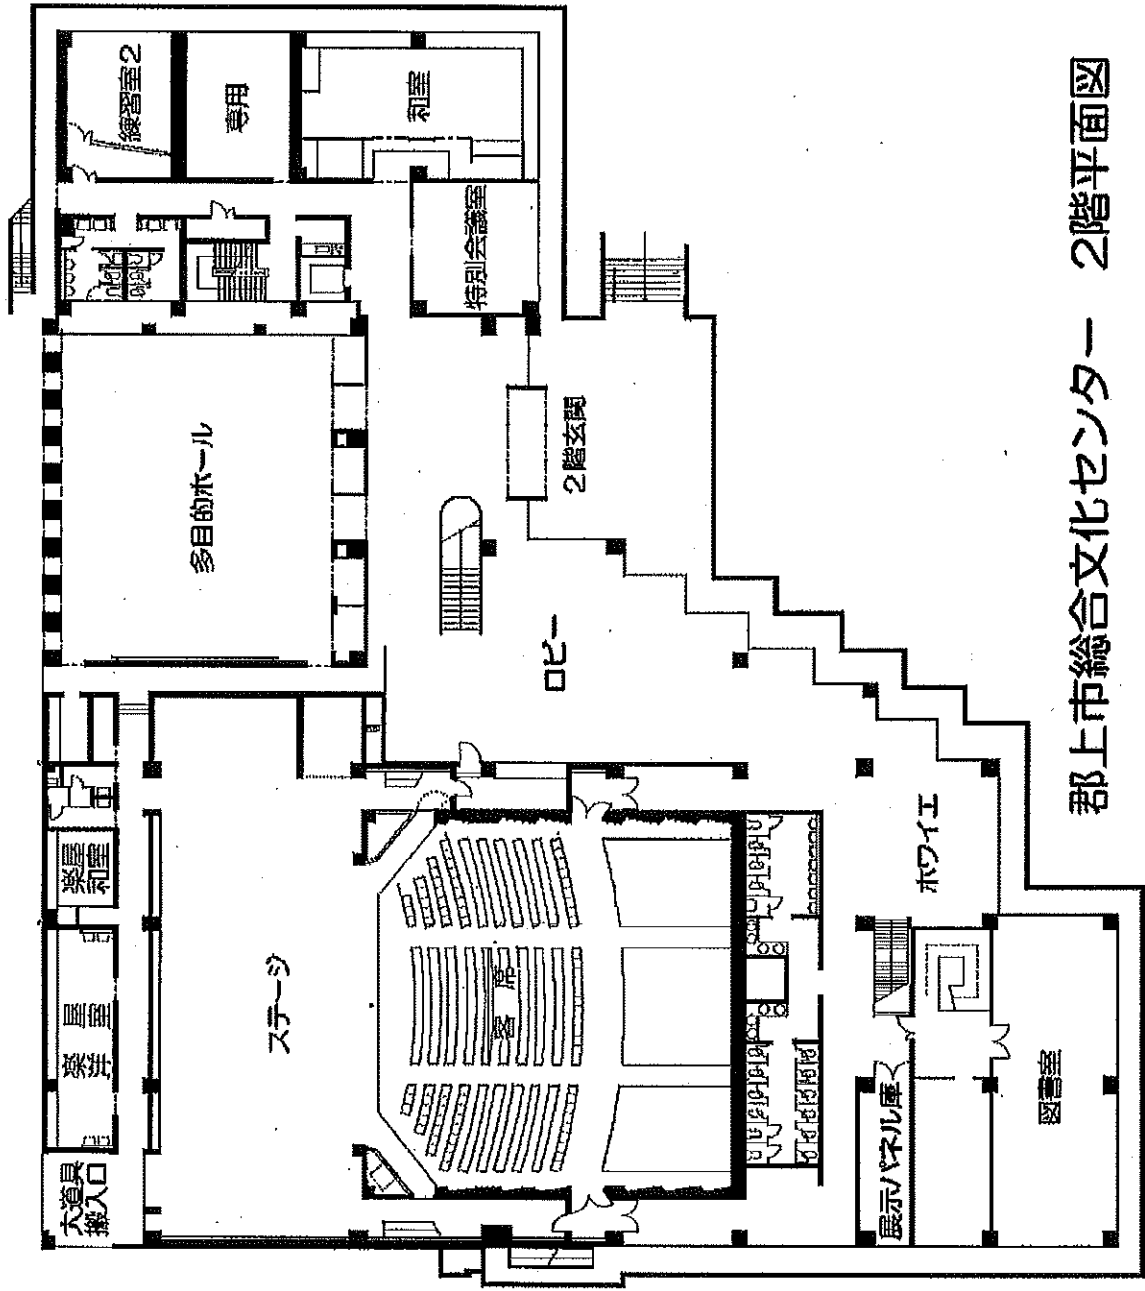 郡上市総合文化センター 2階平面図
練習室2
専用
和室
特別会議室
多目的ホール
2階玄関
ロビー
楽屋
和室
楽屋
洋室
大道具
搬入口
ステージ
客席
ホワイエ
展示パネル庫
図書室